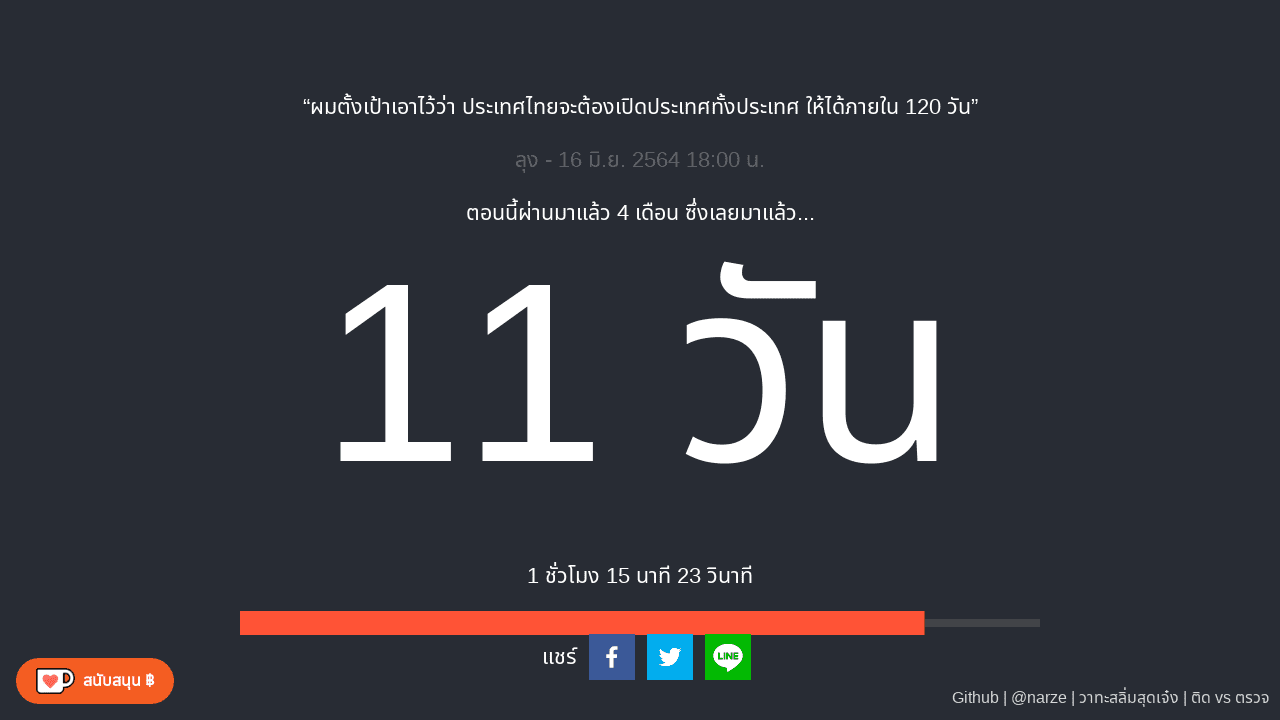 “ผมตั้งเป้าเอาไว้ว่า ประเทศไทยจะต้องเปิดประเทศทั้งประเทศ ให้ได้ภายใน 120 วัน”
ลุง - 16 มิ.ย. 2564 18:00 น.
ตอนนี้ผ่านมาแล้ว 4 เดือน ซึ่งเลยมาแล้ว...
11 วัน
1 ชั่วโมง 15 นาที 23 วินาที
แชร์
LINE
สนับสนุน ฿
Github | @narze | วาทะสลิ่มสุดเจ๋ง | ติด vs ตรวจ